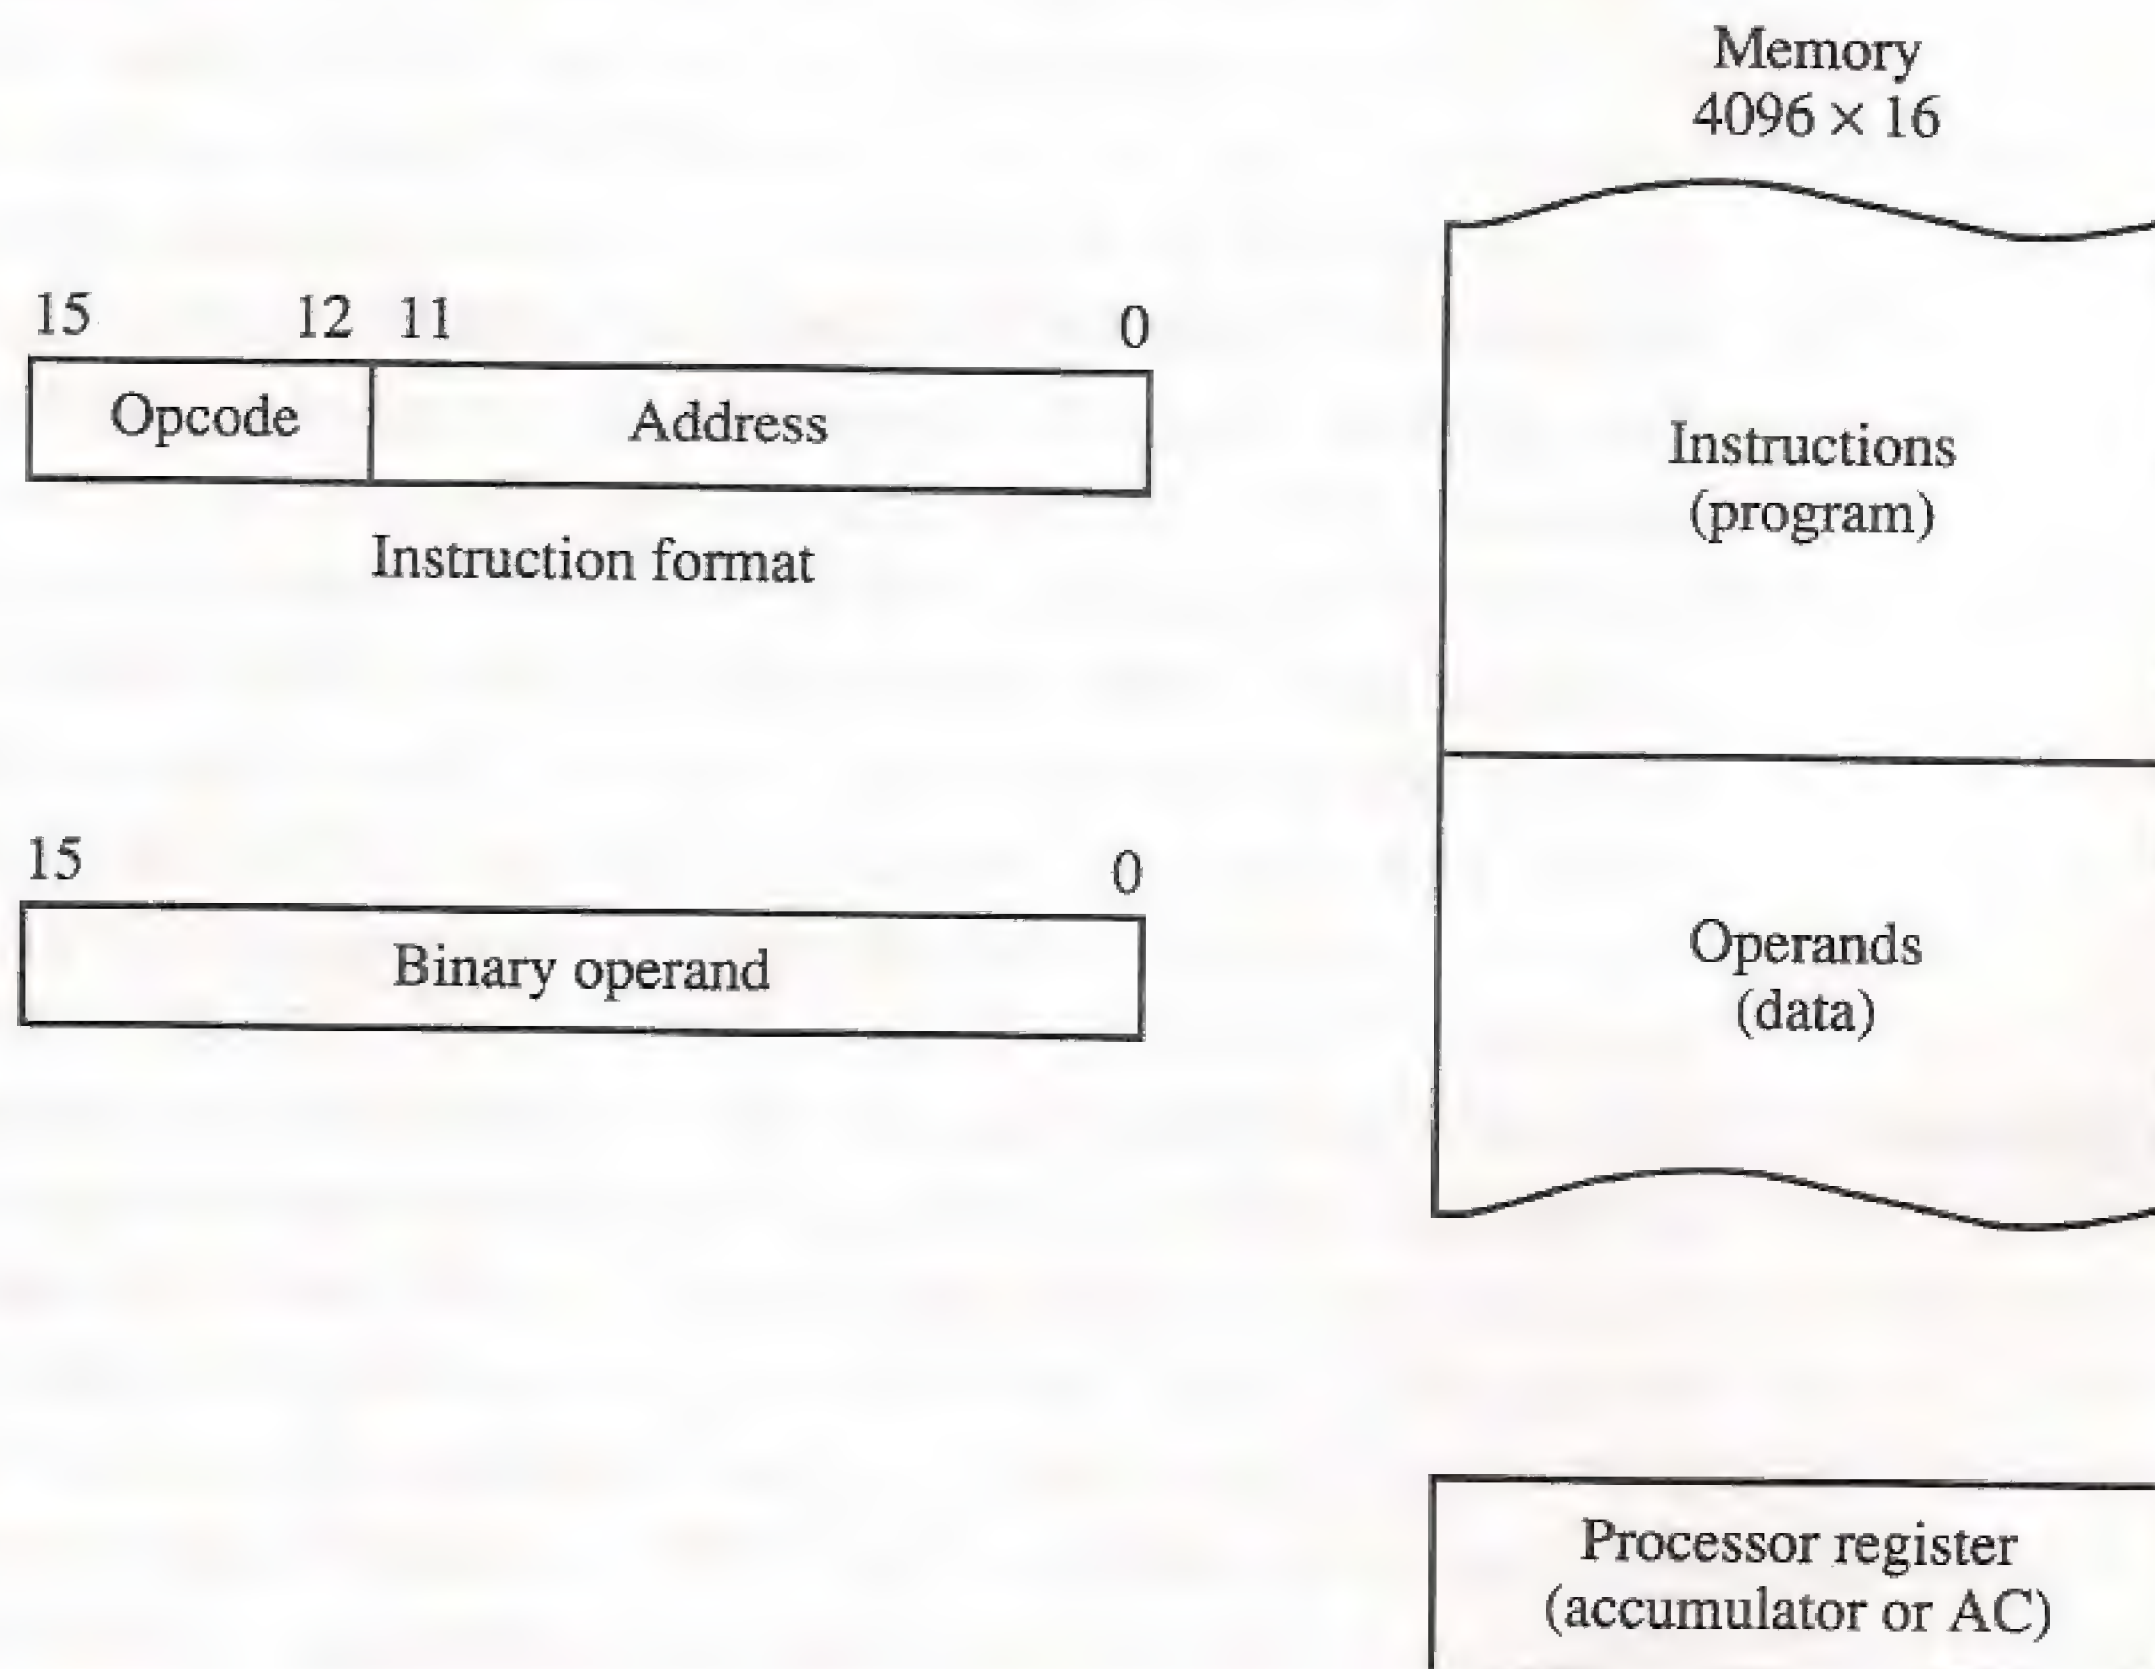 Memory
4096 × 16
15 12 11 0
Opcode Address
Instruction format
Instructions
(program)
15 0
Binary operand
Operands
(data)
Processor register
(accumulator or AC)